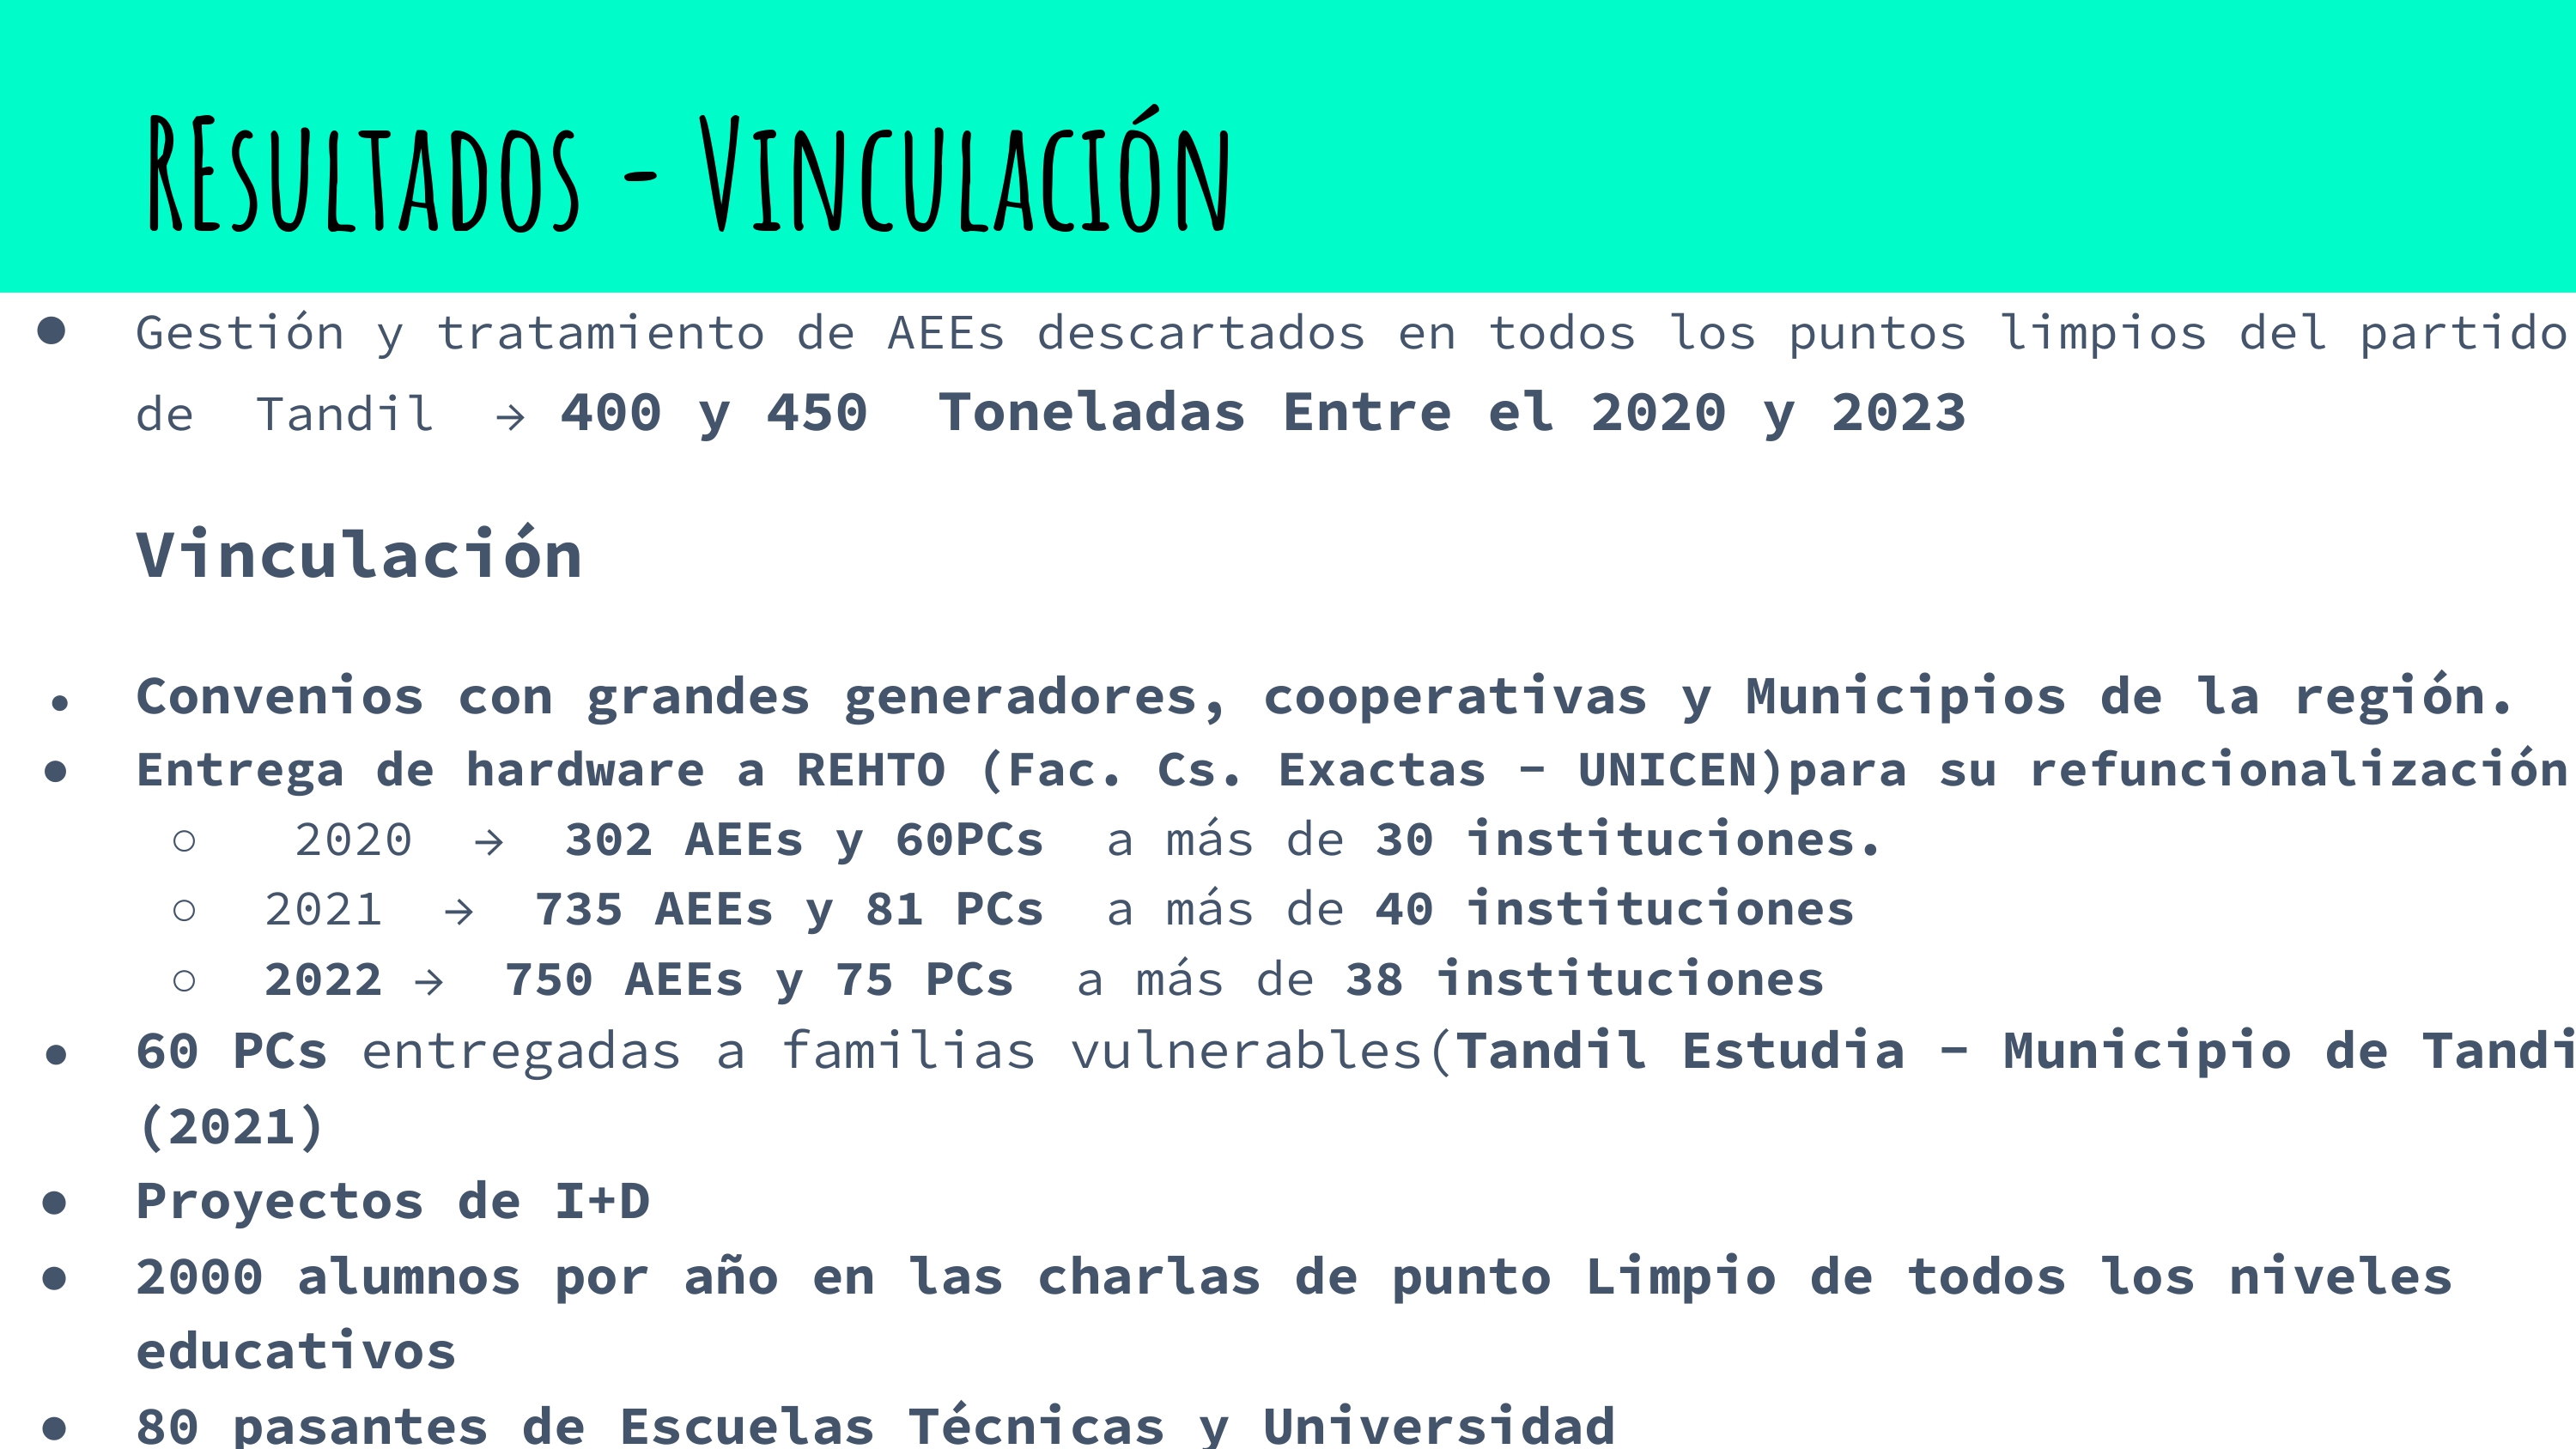 REsultados - Vinculación
● Gestión y tratamiento de AEEs descartados en todos los puntos limpios del partido
de Tandil → 400 y 450 Toneladas Entre el 2020 y 2023
Vinculación
● Convenios con grandes generadores, cooperativas y Municipios de la región.
● Entrega de hardware a REHTO (Fac. Cs. Exactas - UNICEN)para su refuncionalización
○ 2020 → 302 AEEs y 60PCs a más de 30 instituciones.
○ 2021 → 735 AEEs y 81 PCs a más de 40 instituciones
○ 2022 → 750 AEEs y 75 PCs a más de 38 instituciones
● 60 PCs entregadas a familias vulnerables(Tandil Estudia - Municipio de Tandi
(2021)
● Proyectos de I+D
● 2000 alumnos por año en las charlas de punto Limpio de todos los niveles
educativos
● 80 pasantes de Escuelas Técnicas y Universidad